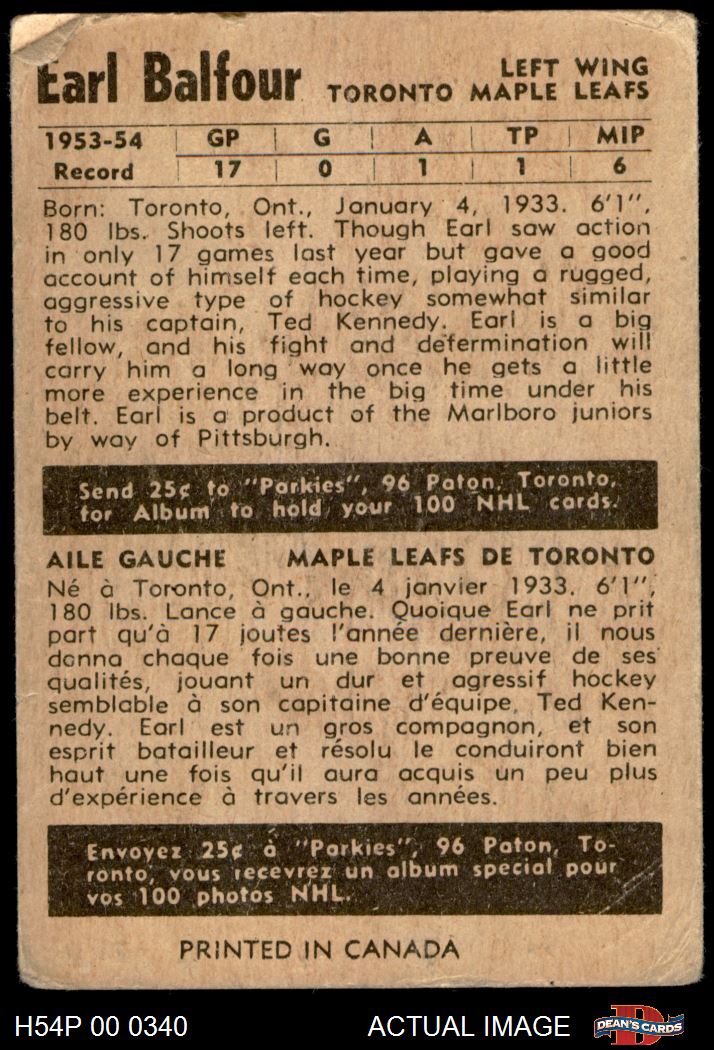 Earl Balfour
LEFT WING
TORONTO MAPLE LEAFS
1953-54 GP G A TP MIP
Record 17 0 1 1 6
Born: Toronto, Ont., January 4, 1933. 6'1",
180 lbs. Shoots left. Though Earl saw action
in only 17 games last year but gave a good
account of himself each time, playing a rugged,
aggressive type of hockey somewhat similar
to his captain, Ted Kennedy. Earl is a big
fellow, and his fight and determination will
carry him a long way once he gets a little
more experience in the big time under his
belt. Earl is a product of the Marlboro juniors
by way of Pittsburgh.
Send 25¢ to "Parkies", 96 Paton, Toronto,
for Album to hold your 100 NHL cards.
AILE GAUCHE MAPLE LEAFS DE TORONTO
Né à Toronto, Ont., le 4 janvier 1933. 6'1",
180 lbs. Lance à gauche. Quoique Earl ne prit
part qu'à 17 joutes l'année dernière, il nous
donna chaque fois une bonne preuve de ses
qualités, jouant un dur et agressif hockey
semblable à son capitaine d'équipe, Ted Ken-
nedy. Earl est un gros compagnon, et son
esprit batailleur et résolu le conduiront bien
haut une fois qu'il aura acquis un peu plus
d'expérience à travers les années.
Envoyez 25¢ à "Parkies", 96 Paton, To-
ronto, vous recevrez un album special pour
vos 100 photos NHL.
PRINTED IN CANADA
H54P 00 0340 ACTUAL IMAGE DEAN'S CARDS